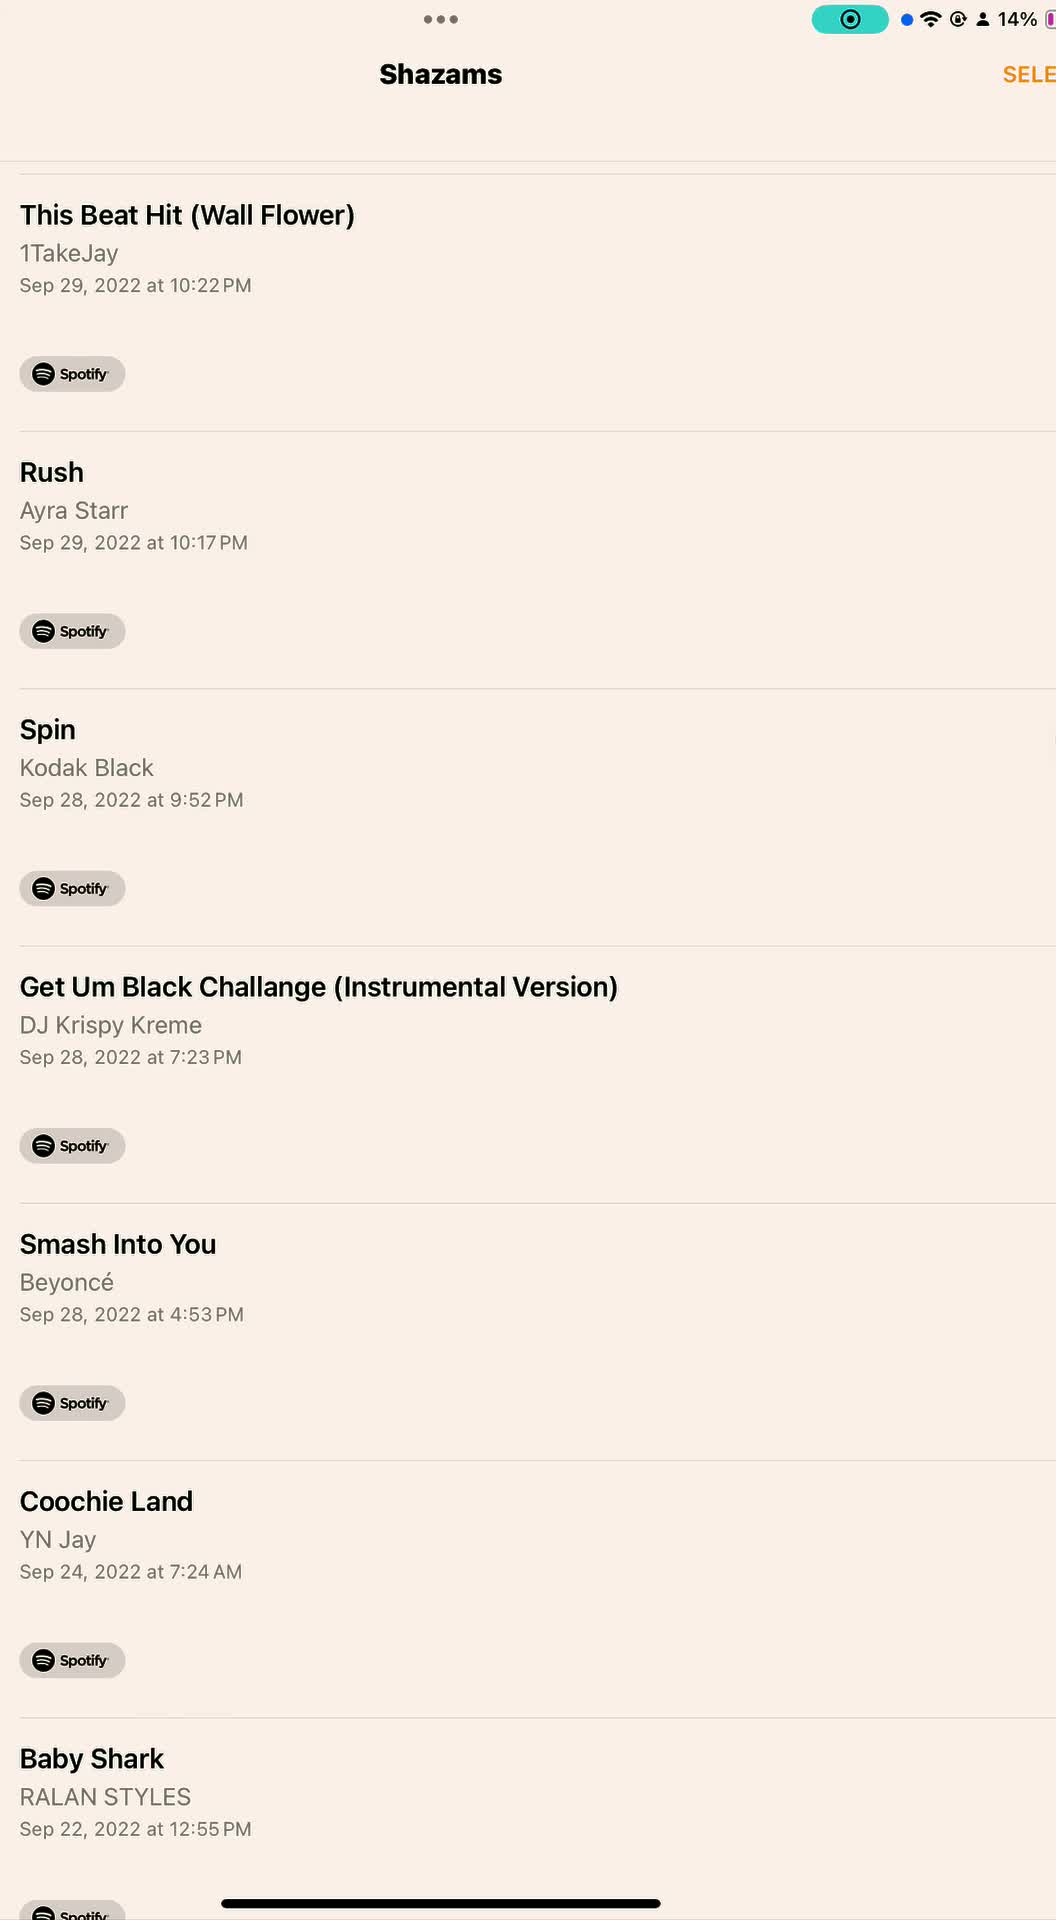 14%
Shazams
SELE
This Beat Hit (Wall Flower)
1TakeJay
Sep 29, 2022 at 10:22 PM
Spotify
Rush
Ayra Starr
Sep 29, 2022 at 10:17 PM
Spotify
Spin
Kodak Black
Sep 28, 2022 at 9:52 PM
Spotify
Get Um Black Challange (Instrumental Version)
DJ Krispy Kreme
Sep 28, 2022 at 7:23 PM
Spotify
Smash Into You
Beyoncé
Sep 28, 2022 at 4:53 PM
Spotify
Coochie Land
YN Jay
Sep 24, 2022 at 7:24 AM
Spotify
Baby Shark
RALAN STYLES
Sep 22, 2022 at 12:55 PM
Spotify